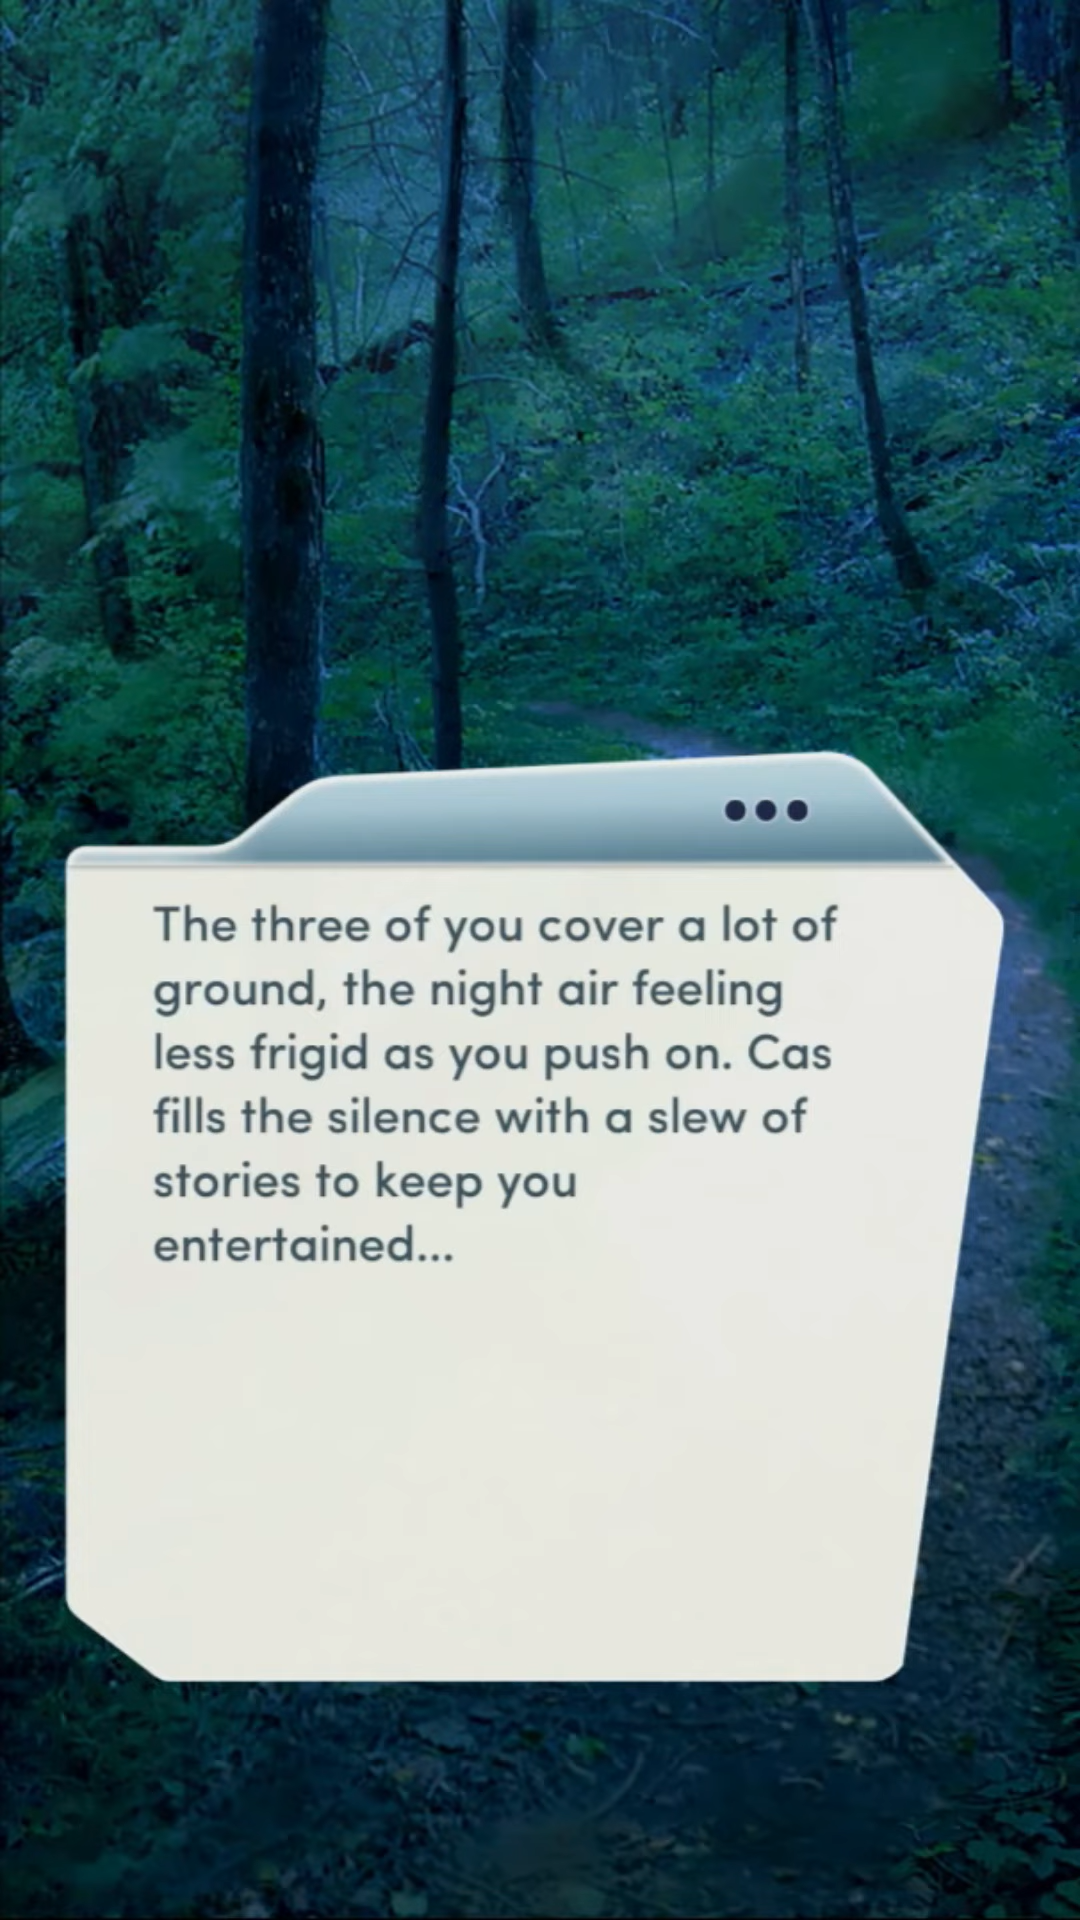 The three of you cover a lot of
ground, the night air feeling
less frigid as you push on. Cas
fills the silence with a slew of
stories to keep you
entertained...